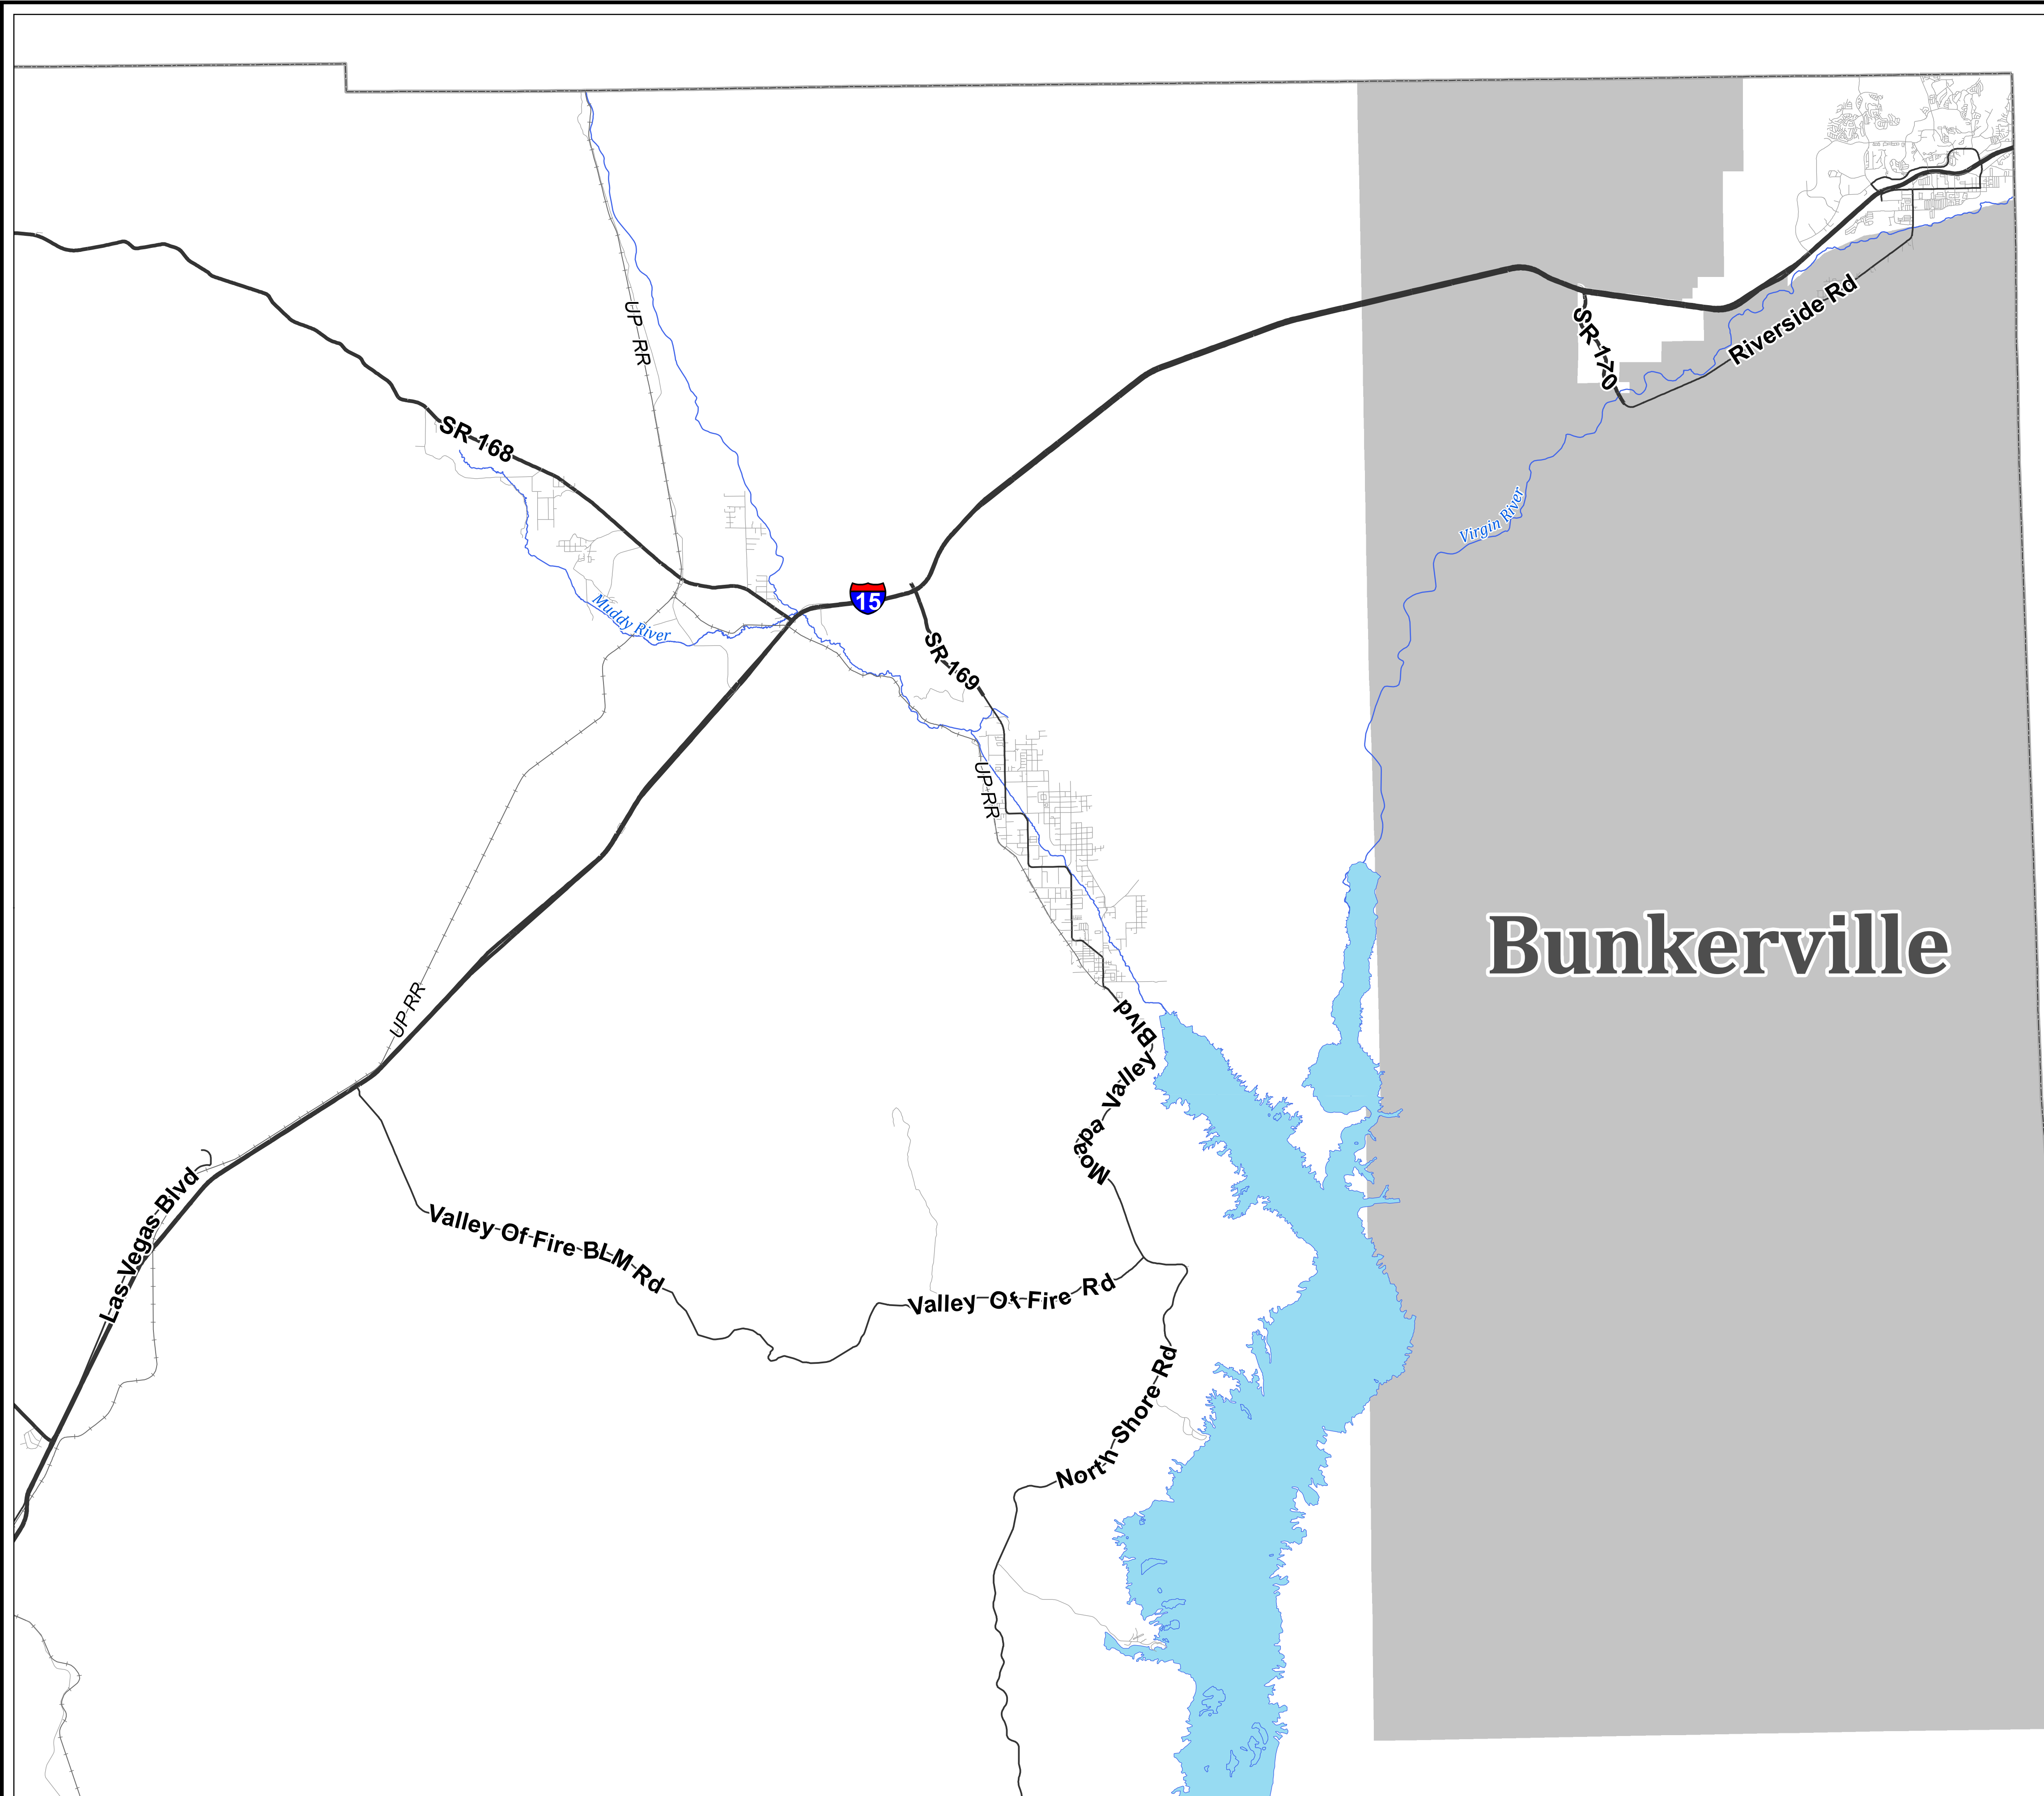 UP RR
SR 170
Riverside Rd
SR 168
Virgin River
15
Muddy River
SR 169
UP RR
Bunkerville
UP RR
Moapa Valley Blvd
Las Vegas Blvd
Valley Of Fire BLM Rd
Valley Of Fire Rd
North Shore Rd